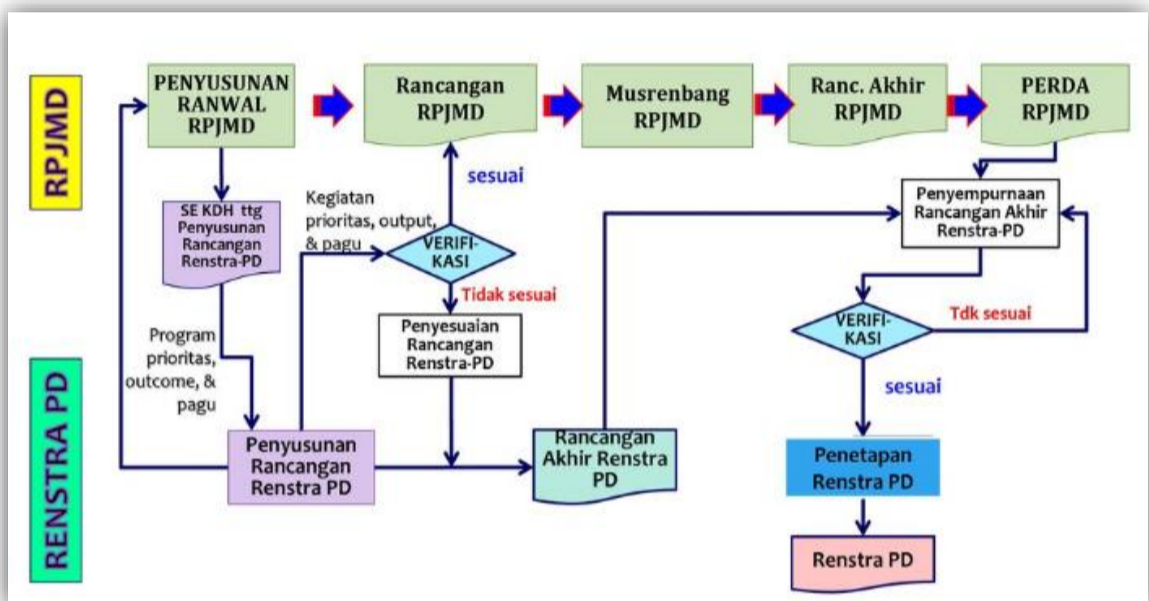 RPJMD
PENYUSUNAN
RANWAL
RPJMD
Rancangan
RPJMD
Musrenbang
RPJMD
Ranc. Akhir
RPJMD
PERDA
RPJMD
SE KDH ttg
Penyusunan
Rancangan
Renstra-PD
Kegiatan
prioritas, output,
& pagu
sesuai
VERIFI-
KASI
Tidak sesuai
Penyesuaian
Rancangan
Renstra-PD
Penyempurnaan
Rancangan Akhir
Renstra-PD
VERIFI-
KASI
Tdk sesuai
sesuai
RENSTRA PD
Program
prioritas,
outcome, &
pagu
Penyusunan
Rancangan
Renstra PD
Rancangan
Akhir Renstra
PD
Penetapan
Renstra PD
Renstra PD